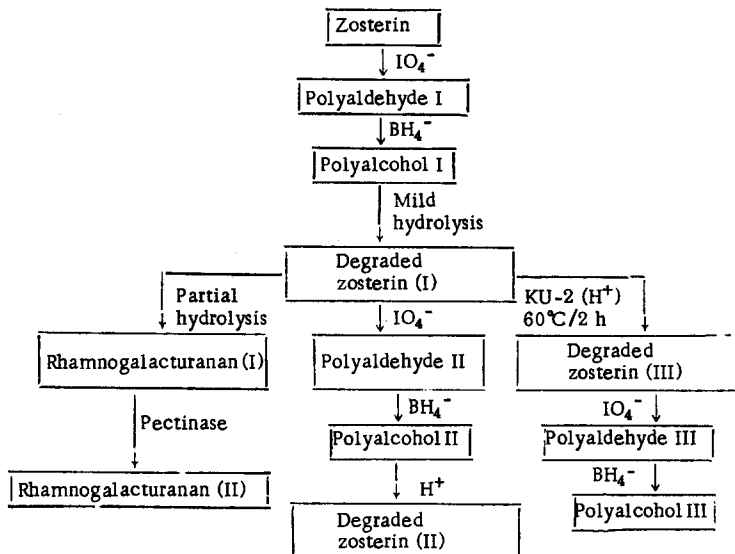 Zosterin
IO₄⁻
Polyaldehyde I
BH₄⁻
Polyalcohol I
Mild
hydrolysis
Degraded
zosterin (I)
Partial
hydrolysis
IO₄⁻
KU-2 (H⁺)
60°C/2 h
Rhamnogalacturanan (I)
Polyaldehyde II
Degraded
zosterin (III)
Pectinase
BH₄⁻
IO₄⁻
Polyalcohol II
Polyaldehyde III
Rhamnogalacturanan (II)
H⁺
BH₄⁻
Degraded
zosterin (II)
Polyalcohol III